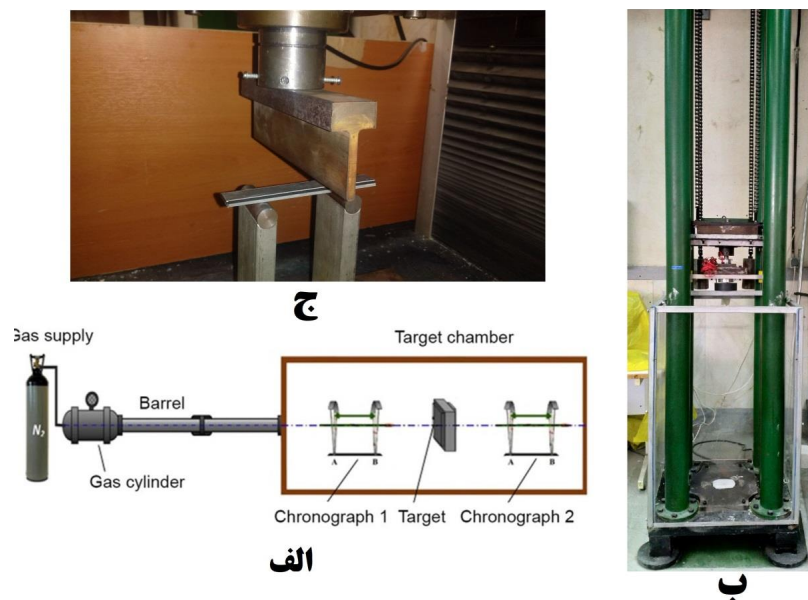 ج
Gas supply
Target chamber
Barrel
N₂
Gas cylinder
A B
A B
Chronograph 1 Target Chronograph 2
الف
ب